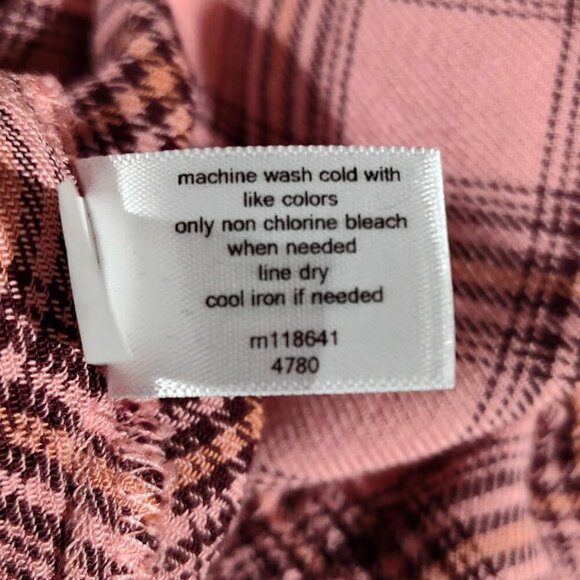 machine wash cold with
like colors
only non chlorine bleach
when needed
line dry
cool iron if needed
m118641
4780